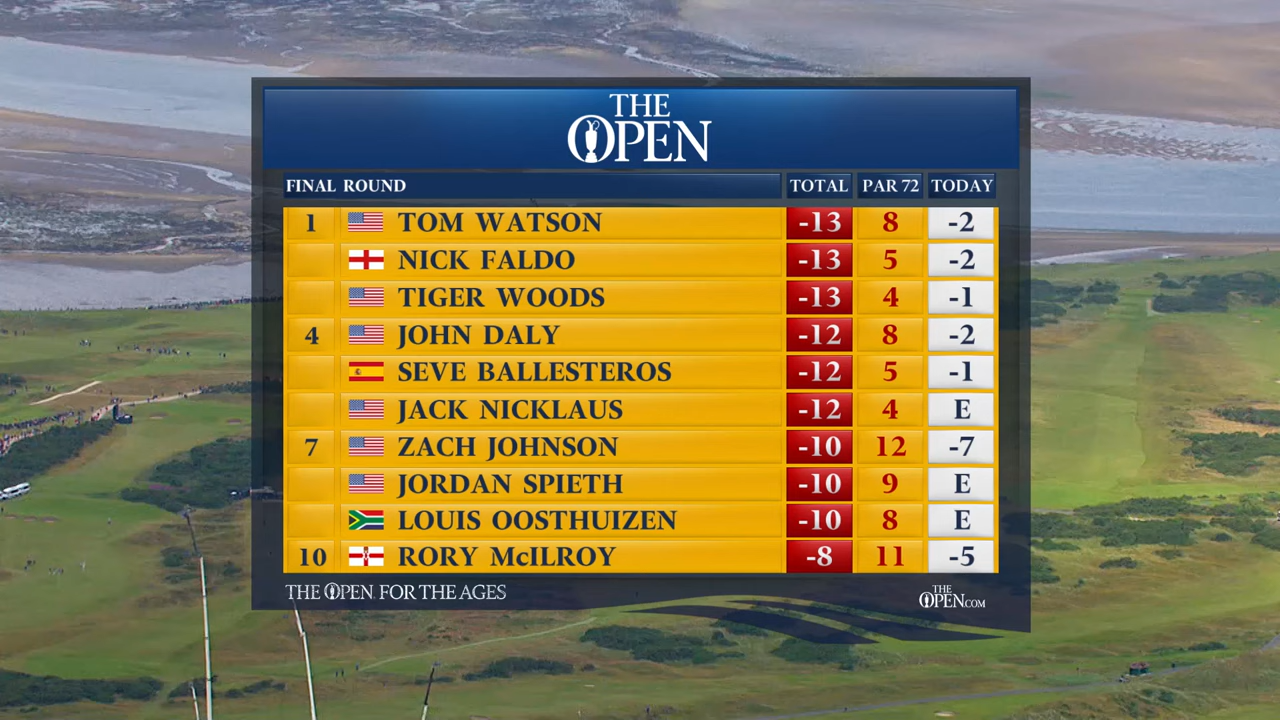 THE
OPEN
FINAL ROUND TOTAL PAR 72 TODAY
1 TOM WATSON -13 8 -2
NICK FALDO -13 5 -2
TIGER WOODS -13 4 -1
4 JOHN DALY -12 8 -2
SEVE BALLESTEROS -12 5 -1
JACK NICKLAUS -12 4 E
7 ZACH JOHNSON -10 12 -7
JORDAN SPIETH -10 9 E
LOUIS OOSTHUIZEN -10 8 E
10 RORY McILROY -8 11 -5
THE OPEN FOR THE AGES
THE
OPEN.COM